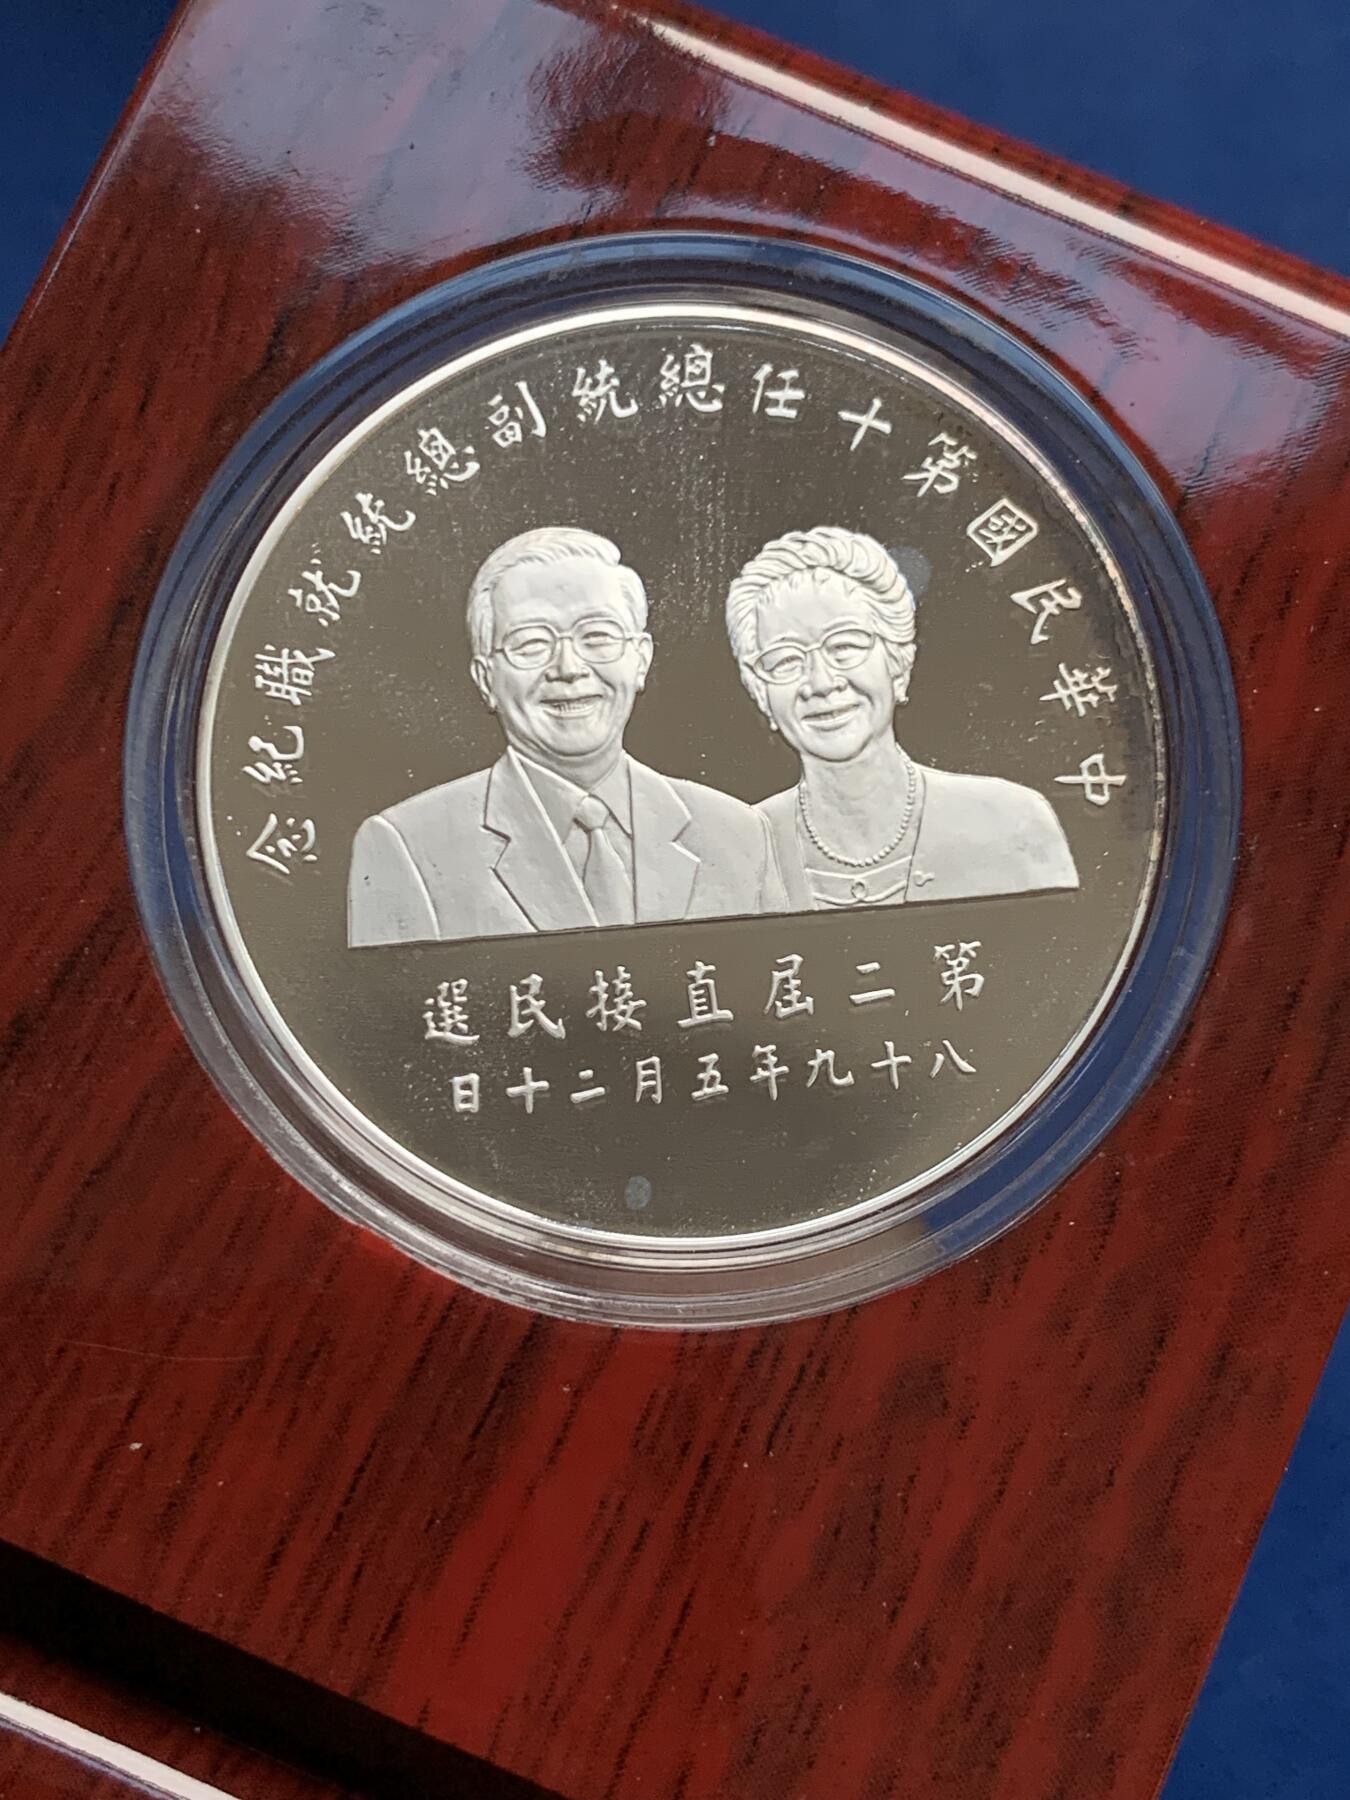 中華民國第十任總統副總統就職紀念
第二屆直接民選
八十九年五月二十日